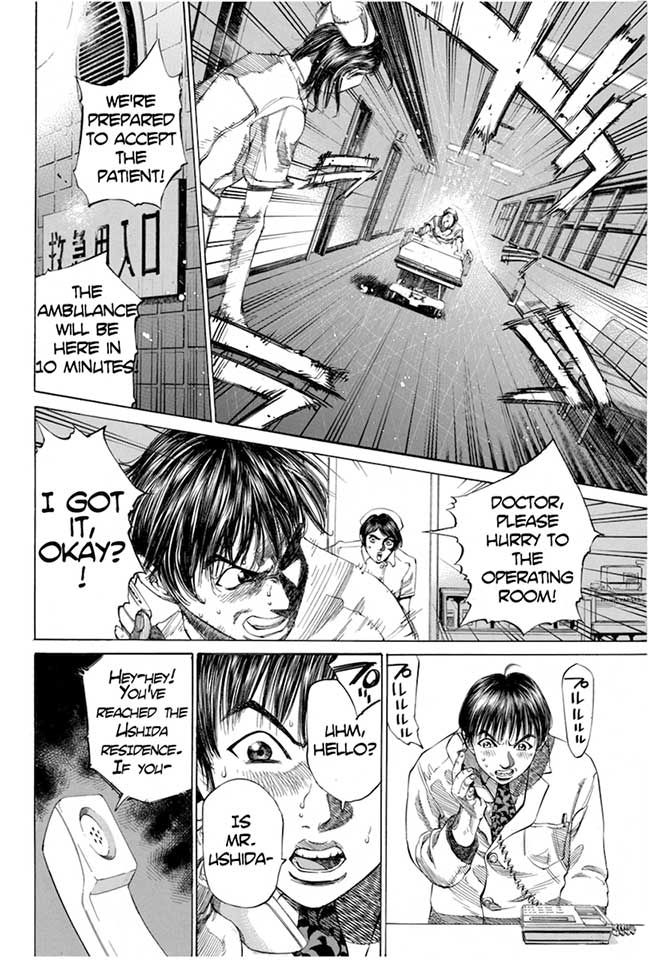 WE'RE
PREPARED
TO ACCEPT
THE
PATIENT!
救急用入口
THE
AMBULANCE
WILL BE
HERE IN
10 MINUTES!
DOCTOR,
PLEASE
HURRY TO
THE
OPERATING
ROOM!
I GOT
IT,
OKAY?
!
プルルルル
プルルルル
プッ
UHM,
HELLO?
IS
MR.
USHIDA-
HEY-HEY!
YOU'VE
REACHED THE
USHIDA
RESIDENCE.
IF YOU-